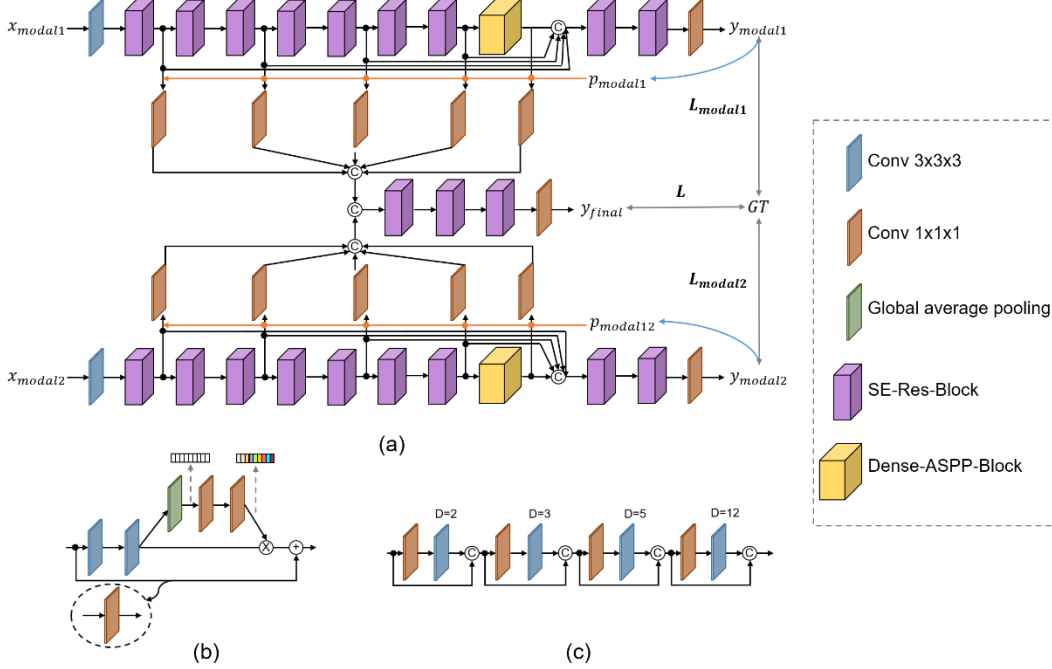 x_modal1
y_modal1
p_modal1
L_modal1
C
C
C
C
y_final
L
GT
L_modal2
p_modal12
x_modal2
C
y_modal2
(a)
Conv 3x3x3
Conv 1x1x1
Global average pooling
SE-Res-Block
Dense-ASPP-Block
X
+
(b)
D=2
D=3
D=5
D=12
C
C
C
C
(c)